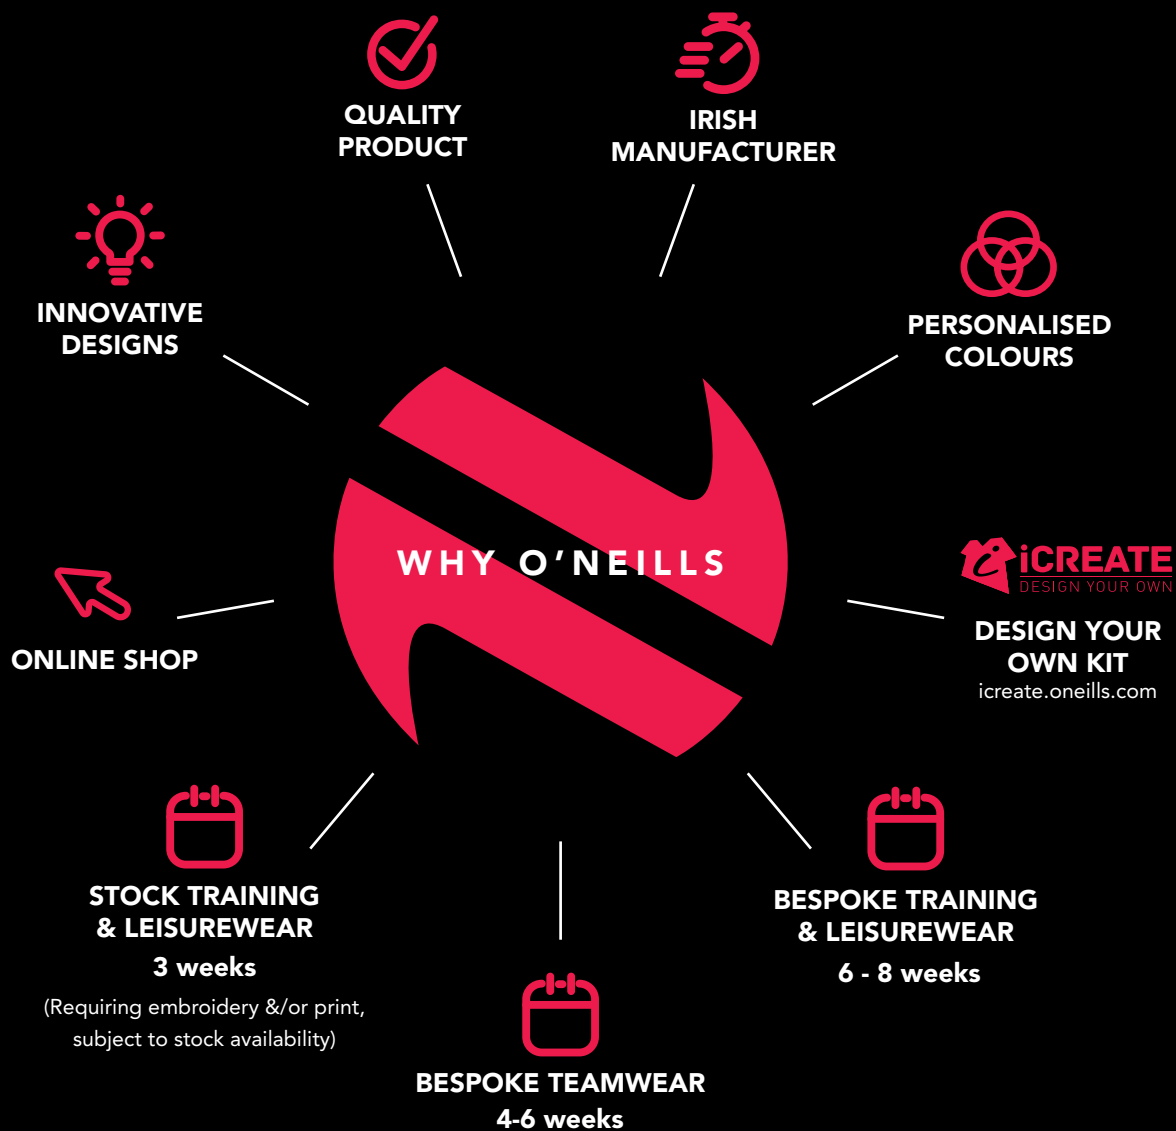 QUALITY
PRODUCT
IRISH
MANUFACTURER
INNOVATIVE
DESIGNS
PERSONALISED
COLOURS
WHY O’NEILLS
iCREATE
DESIGN YOUR OWN
DESIGN YOUR
OWN KIT
icreate.oneills.com
ONLINE SHOP
STOCK TRAINING
& LEISUREWEAR
3 weeks
(Requiring embroidery &/or print,
subject to stock availability)
BESPOKE TRAINING
& LEISUREWEAR
6 - 8 weeks
BESPOKE TEAMWEAR
4-6 weeks